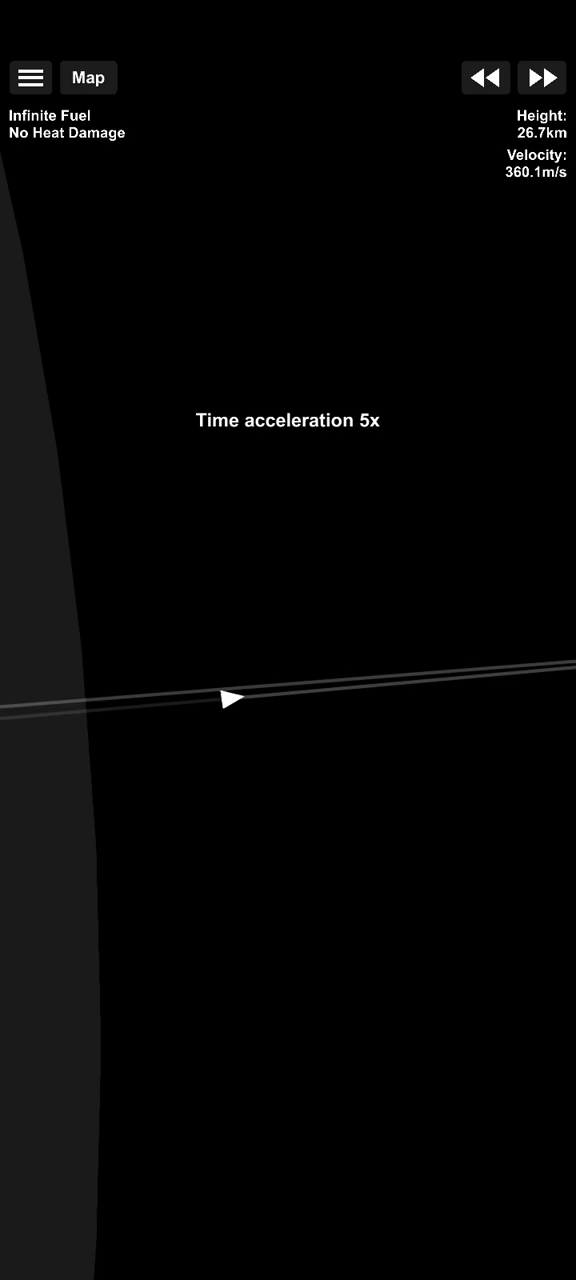 Map
Infinite Fuel
No Heat Damage
Height:
26.7km
Velocity:
360.1m/s
Time acceleration 5x